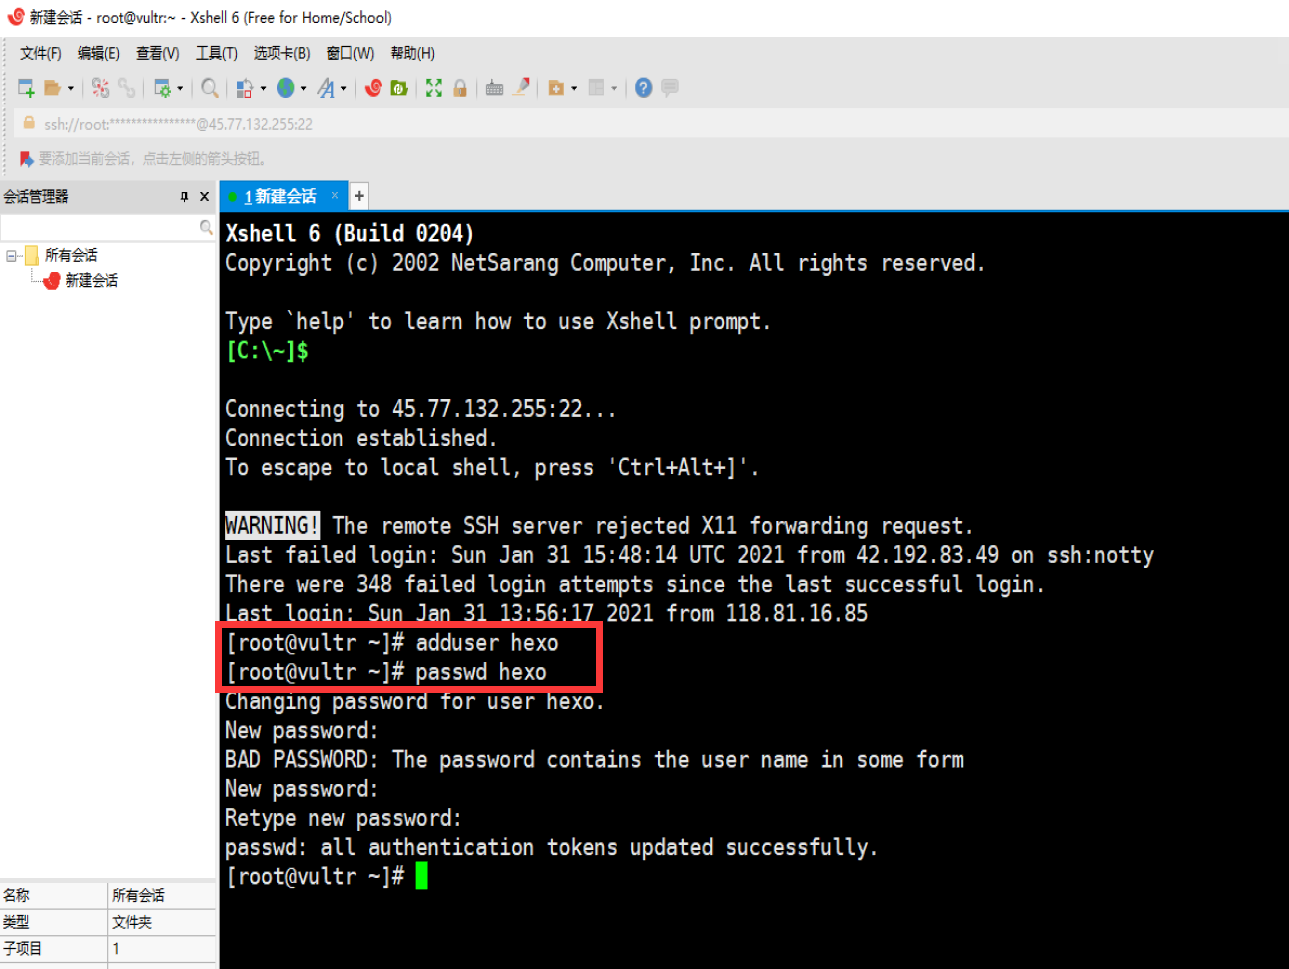 新建会话 - root@vultr:~ - Xshell 6 (Free for Home/School)
文件(F) 编辑(E) 查看(V) 工具(T) 选项卡(B) 窗口(W) 帮助(H)
ssh://root:****************@45.77.132.255:22
要添加当前会话，点击左侧的箭头按钮。
会话管理器
1 新建会话
所有会话
新建会话
Xshell 6 (Build 0204)
Copyright (c) 2002 NetSarang Computer, Inc. All rights reserved.
Type `help' to learn how to use Xshell prompt.
[C:\~]$
Connecting to 45.77.132.255:22...
Connection established.
To escape to local shell, press 'Ctrl+Alt+]'.
WARNING! The remote SSH server rejected X11 forwarding request.
Last failed login: Sun Jan 31 15:48:14 UTC 2021 from 42.192.83.49 on ssh:notty
There were 348 failed login attempts since the last successful login.
Last login: Sun Jan 31 13:56:17 2021 from 118.81.16.85
[root@vultr ~]# adduser hexo
[root@vultr ~]# passwd hexo
Changing password for user hexo.
New password:
BAD PASSWORD: The password contains the user name in some form
New password:
Retype new password:
passwd: all authentication tokens updated successfully.
[root@vultr ~]#
名称 所有会话
类型 文件夹
子项目 1